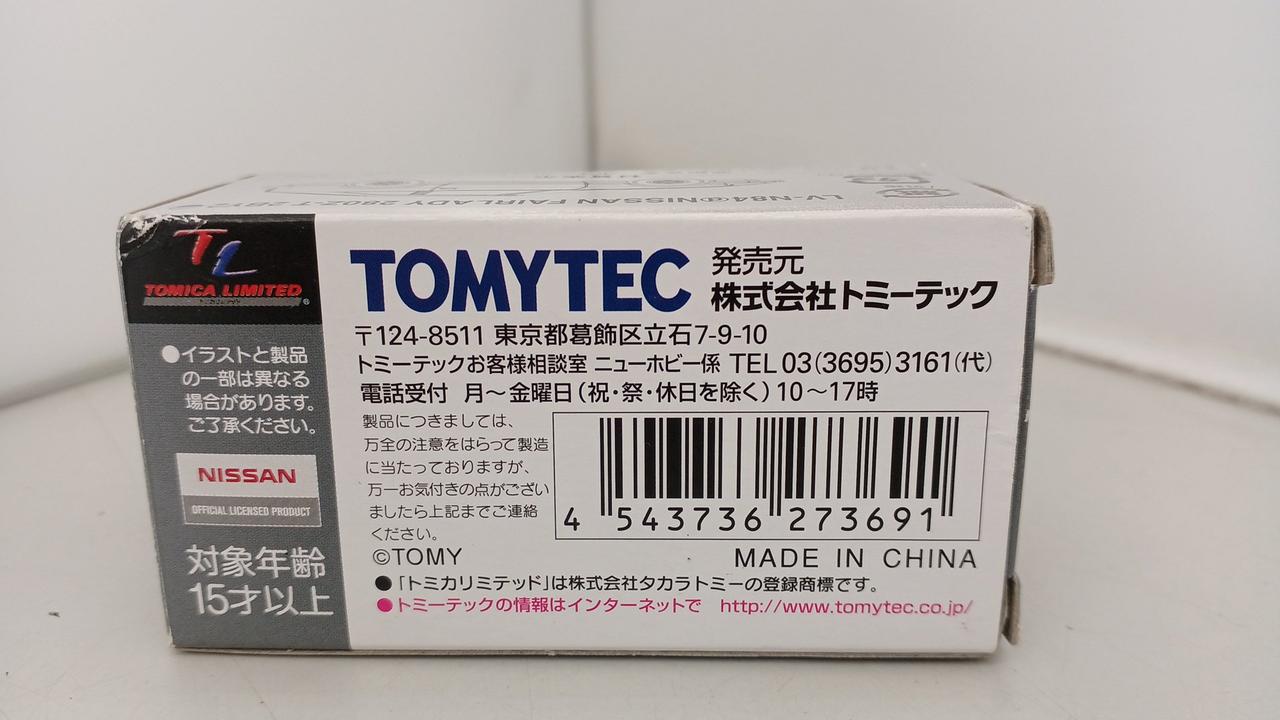 LV-N84@NISSAN FAIRLADY 280Z-T 2BY2
TL
TOMICA LIMITED
®
●イラストと製品
の一部は異なる
場合があります。
ご了承ください。
NISSAN
OFFICIAL LICENSED PRODUCT
対象年齢
15才以上
TOMYTEC
発売元
株式会社トミーテック
〒124-8511 東京都葛飾区立石7-9-10
トミーテックお客様相談室 ニューホビー係 TEL 03(3695)3161(代)
電話受付 月～金曜日(祝・祭・休日を除く)10～17時
製品につきましては、
万全の注意をはらって製造
に当たっておりますが、
万一お気付きの点がござい
ましたら上記までご連絡
ください。
4 543736 273691
©TOMY
MADE IN CHINA
●「トミカリミテッド」は株式会社タカラトミーの登録商標です。
●トミーテックの情報はインターネットで http://www.tomytec.co.jp/